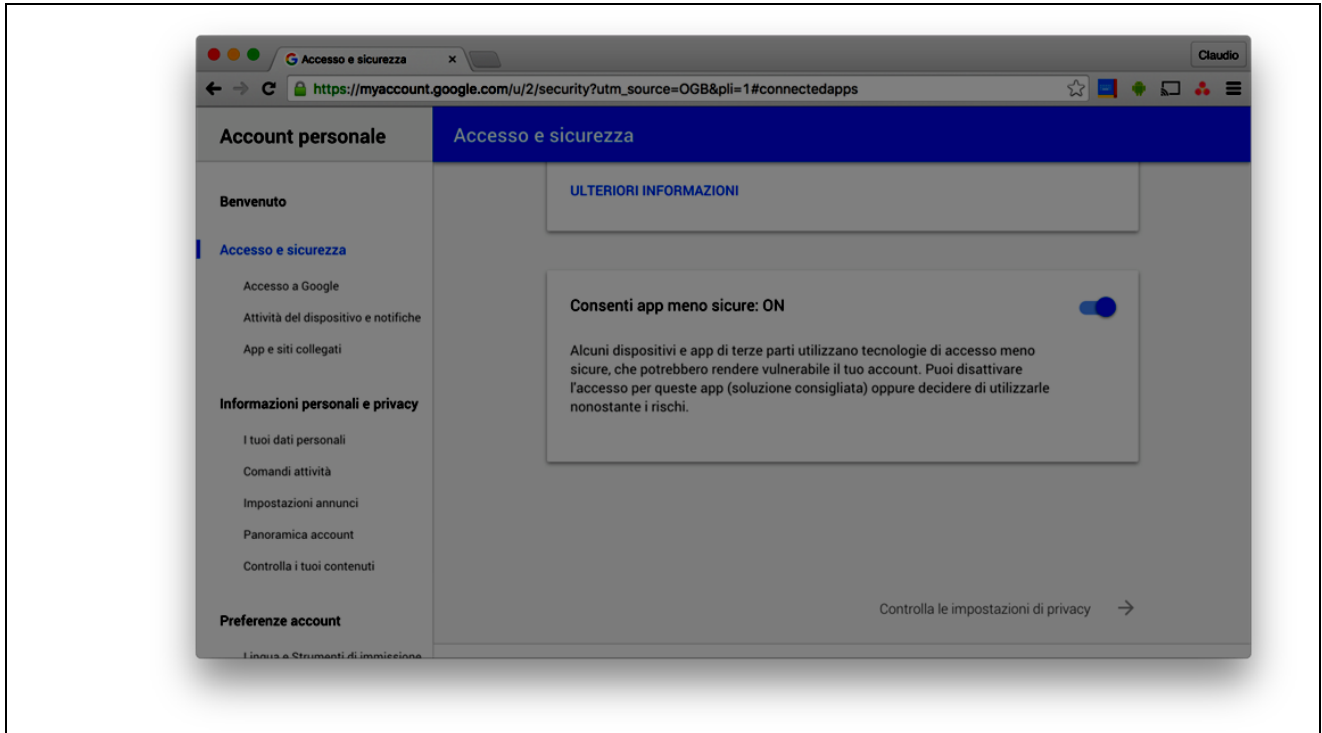 Accesso e sicurezza
Claudio
https://myaccount.google.com/u/2/security?utm_source=OGB&pli=1#connectedapps
Account personale
Accesso e sicurezza
Benvenuto
Accesso e sicurezza
Accesso a Google
Attività del dispositivo e notifiche
App e siti collegati
Informazioni personali e privacy
I tuoi dati personali
Comandi attività
Impostazioni annunci
Panoramica account
Controlla i tuoi contenuti
Preferenze account
Lingua e Strumenti di immissione
ULTERIORI INFORMAZIONI
Consenti app meno sicure: ON
Alcuni dispositivi e app di terze parti utilizzano tecnologie di accesso meno
sicure, che potrebbero rendere vulnerabile il tuo account. Puoi disattivare
l'accesso per queste app (soluzione consigliata) oppure decidere di utilizzarle
nonostante i rischi.
Controlla le impostazioni di privacy